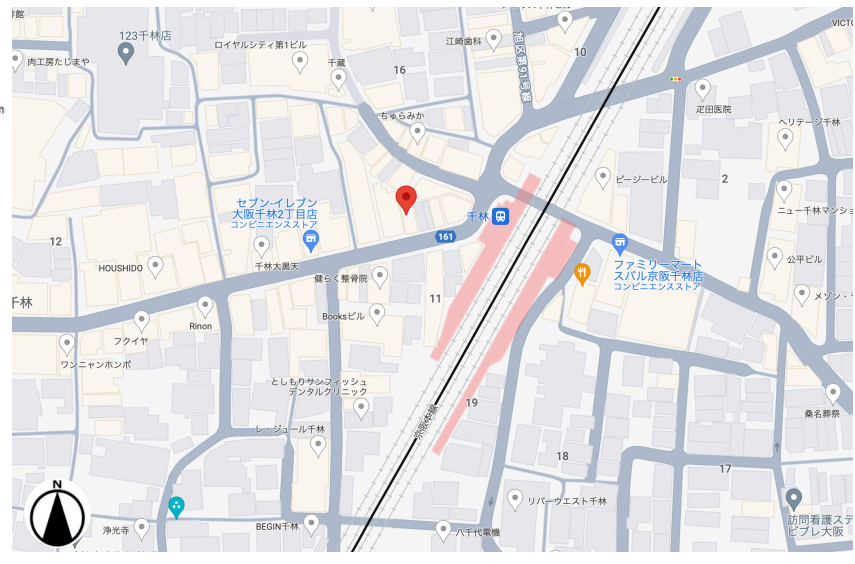 123千林店
肉工房たじまや
ロイヤルシティ第1ビル
千蔵
16
江崎歯科
旭区第91号線
10
VICTO
疋田医院
ちゅらみか
ヘリテージ千林
ピージービル
2
セブン-イレブン
大阪千林2丁目店
コンビニエンスストア
千林
161
ニュー千林マンショ
12
千林大黒天
HOUSHIDO
健らく整骨院
ファミリーマート
スバル京阪千林店
コンビニエンスストア
公平ビル
メゾン・
千林
11
Rinon
Booksビル
フクイヤ
ワンニャンホンポ
としもりサンフィッシュ
デンタルクリニック
京阪本線
19
桑名葬祭
レ・ジュール千林
18
17
N
リバーウエスト千林
訪問看護ステ
ビブレ大阪
浄光寺
BEGIN千林
八千代電機